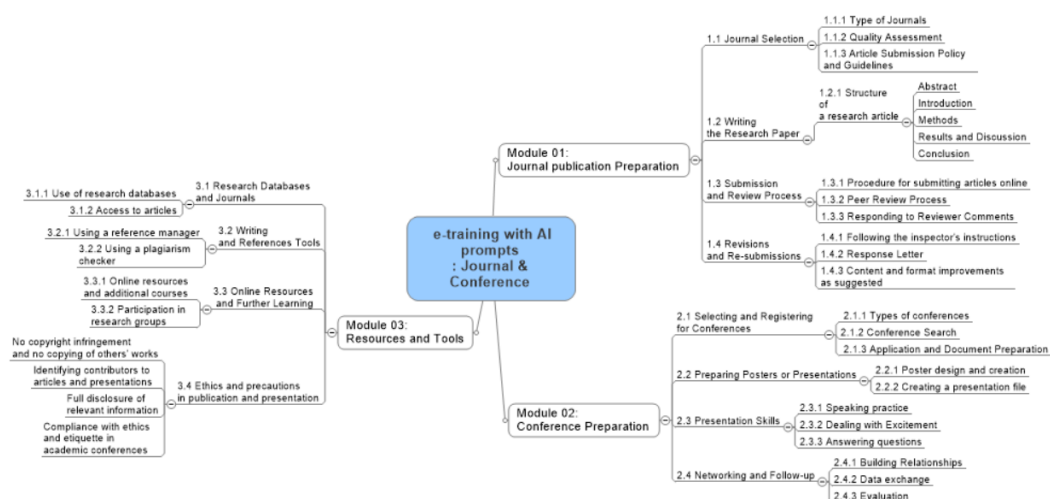 e-training with AI
prompts
: Journal &
Conference
Module 01:
Journal publication Preparation
1.1 Journal Selection
1.1.1 Type of Journals
1.1.2 Quality Assessment
1.1.3 Article Submission Policy
and Guidelines
1.2 Writing
the Research Paper
1.2.1 Structure
of
a research article
Abstract
Introduction
Methods
Results and Discussion
Conclusion
1.3 Submission
and Review Process
1.3.1 Procedure for submitting articles online
1.3.2 Peer Review Process
1.3.3 Responding to Reviewer Comments
1.4 Revisions
and Re-submissions
1.4.1 Following the inspector's instructions
1.4.2 Response Letter
1.4.3 Content and format improvements
as suggested
Module 02:
Conference Preparation
2.1 Selecting and Registering
for Conferences
2.1.1 Types of conferences
2.1.2 Conference Search
2.1.3 Application and Document Preparation
2.2 Preparing Posters or Presentations
2.2.1 Poster design and creation
2.2.2 Creating a presentation file
2.3 Presentation Skills
2.3.1 Speaking practice
2.3.2 Dealing with Excitement
2.3.3 Answering questions
2.4 Networking and Follow-up
2.4.1 Building Relationships
2.4.2 Data exchange
2.4.3 Evaluation
Module 03:
Resources and Tools
3.1 Research Databases
and Journals
3.1.1 Use of research databases
3.1.2 Access to articles
3.2 Writing
and References Tools
3.2.1 Using a reference manager
3.2.2 Using a plagiarism
checker
3.3 Online Resources
and Further Learning
3.3.1 Online resources
and additional courses
3.3.2 Participation in
research groups
3.4 Ethics and precautions
in publication and presentation
No copyright infringement
and no copying of others' works
Identifying contributors to
articles and presentations
Full disclosure of
relevant information
Compliance with ethics
and etiquette in
academic conferences